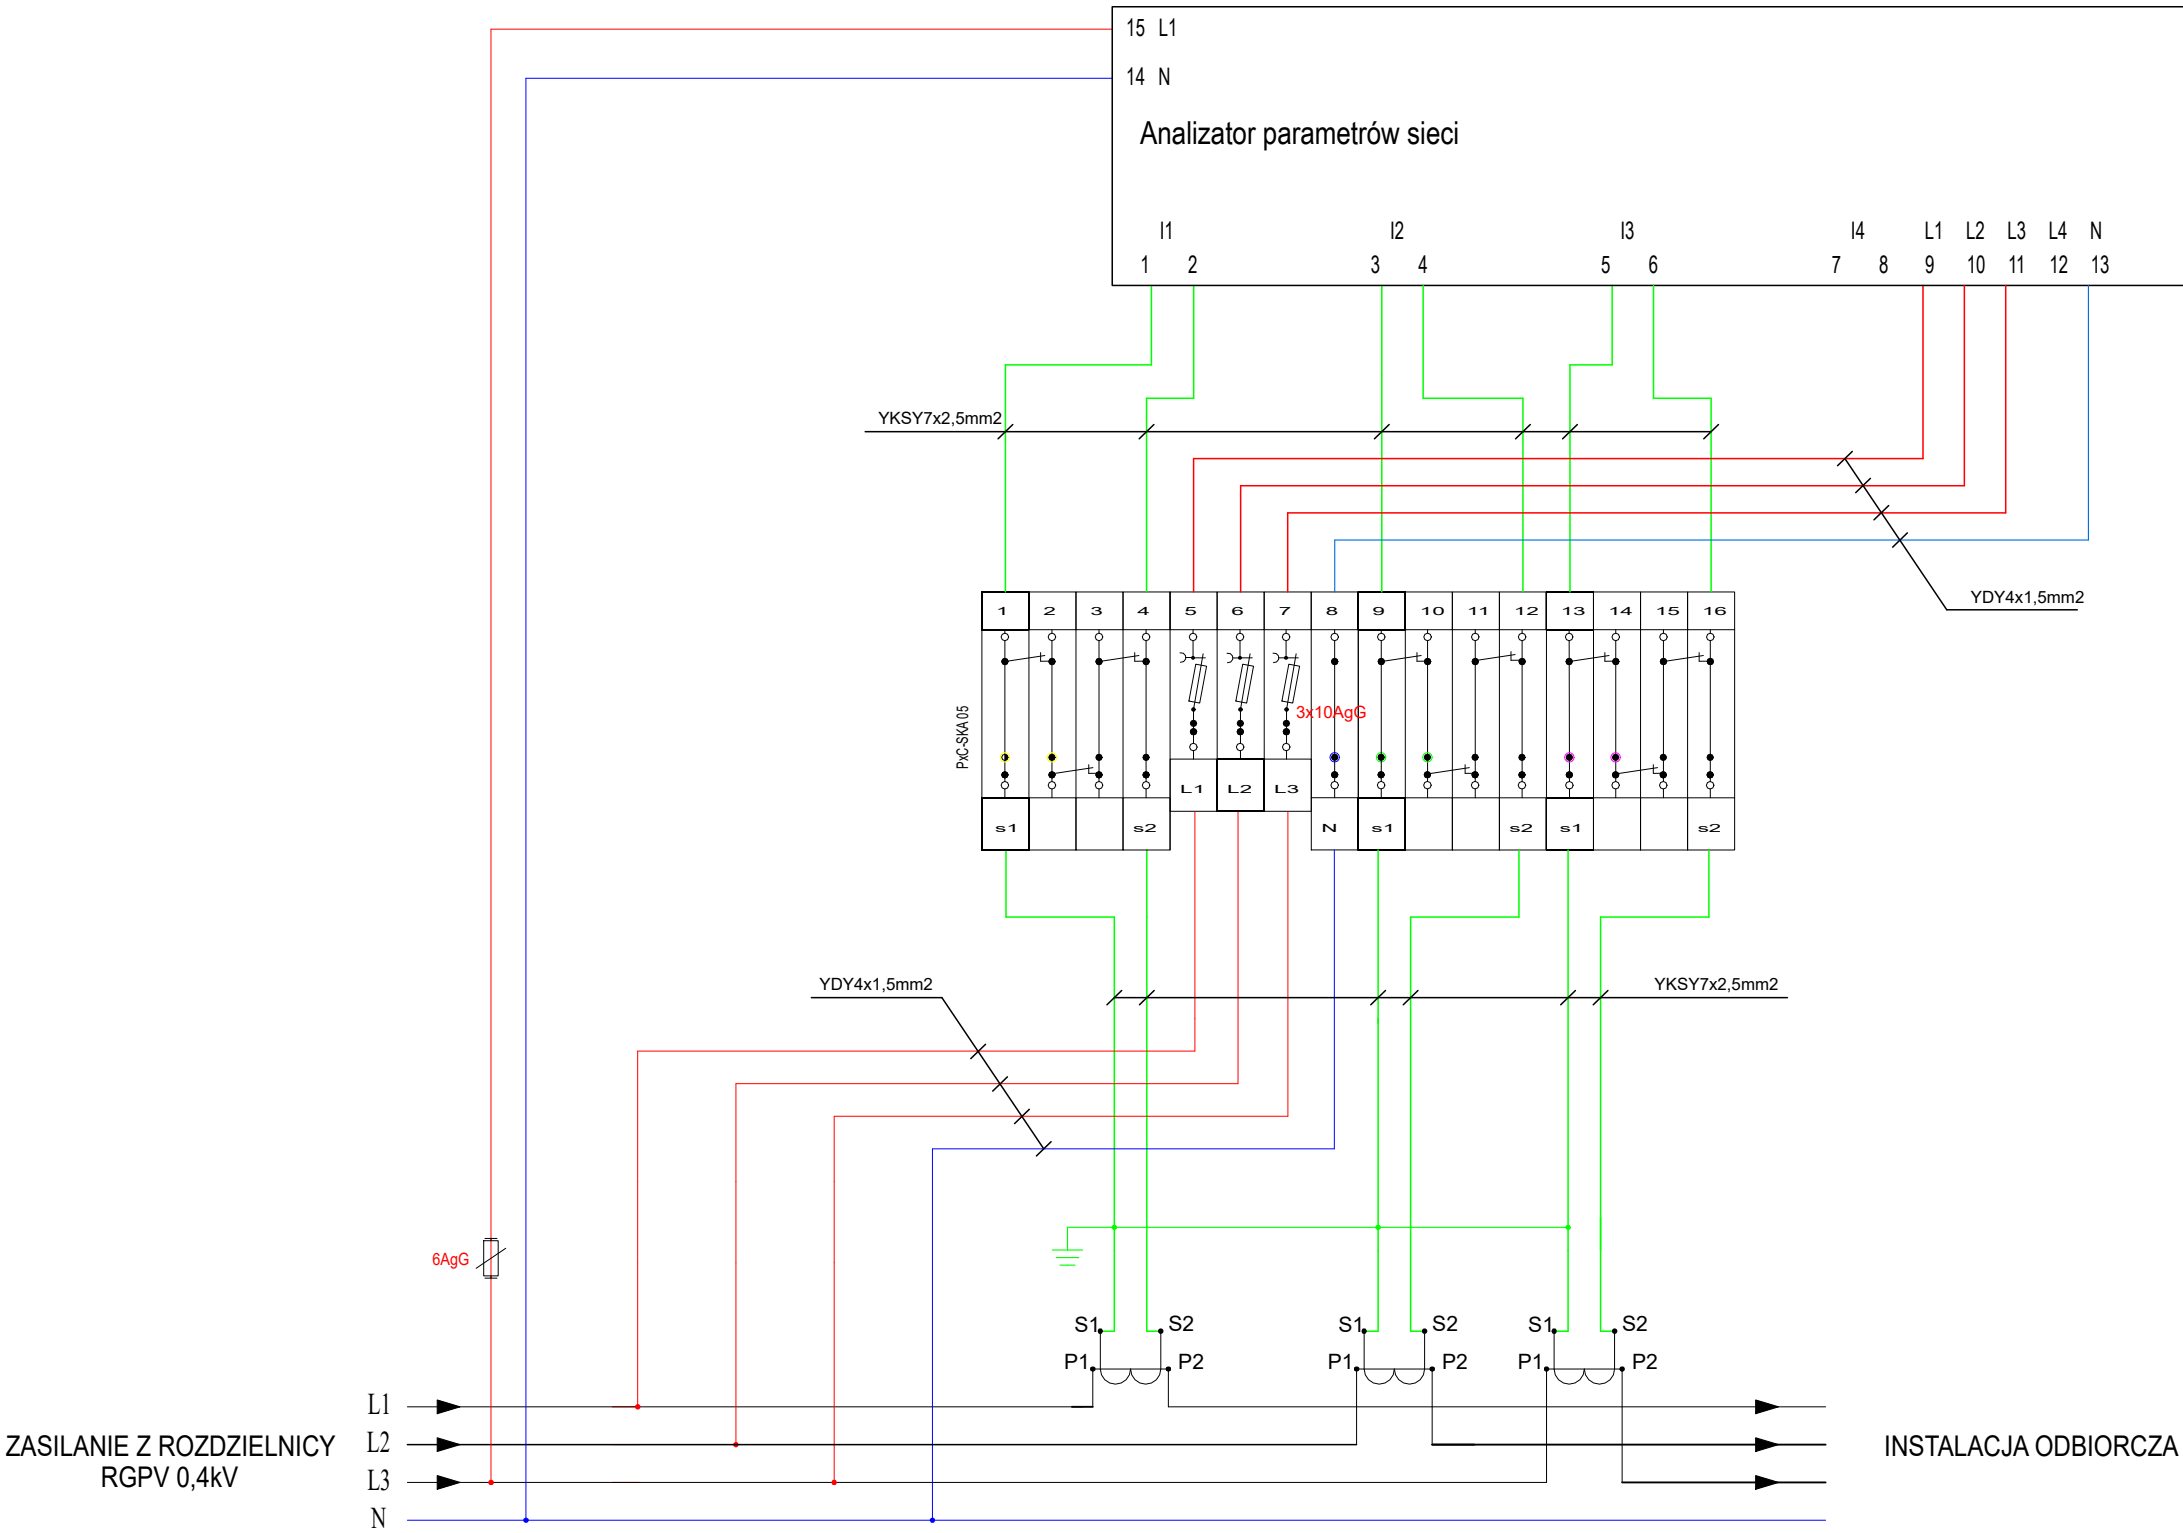 15 L1
14 N
Analizator parametrów sieci
I1 I2 I3 I4 L1 L2 L3 L4 N
1 2 3 4 5 6 7 8 9 10 11 12 13
YKSY7x2,5mm2
YDY4x1,5mm2
1 2 3 4 5 6 7 8 9 10 11 12 13 14 15 16
3x10AgG
PxC-SKA 05
L1 L2 L3
s1 s2 N s1 s2 s1 s2
YDY4x1,5mm2 YKSY7x2,5mm2
6AgG
S1 S2 S1 S2 S1 S2
P1 P2 P1 P2 P1 P2
L1
L2
L3
N
ZASILANIE Z ROZDZIELNICY
RGPV 0,4kV
INSTALACJA ODBIORCZA